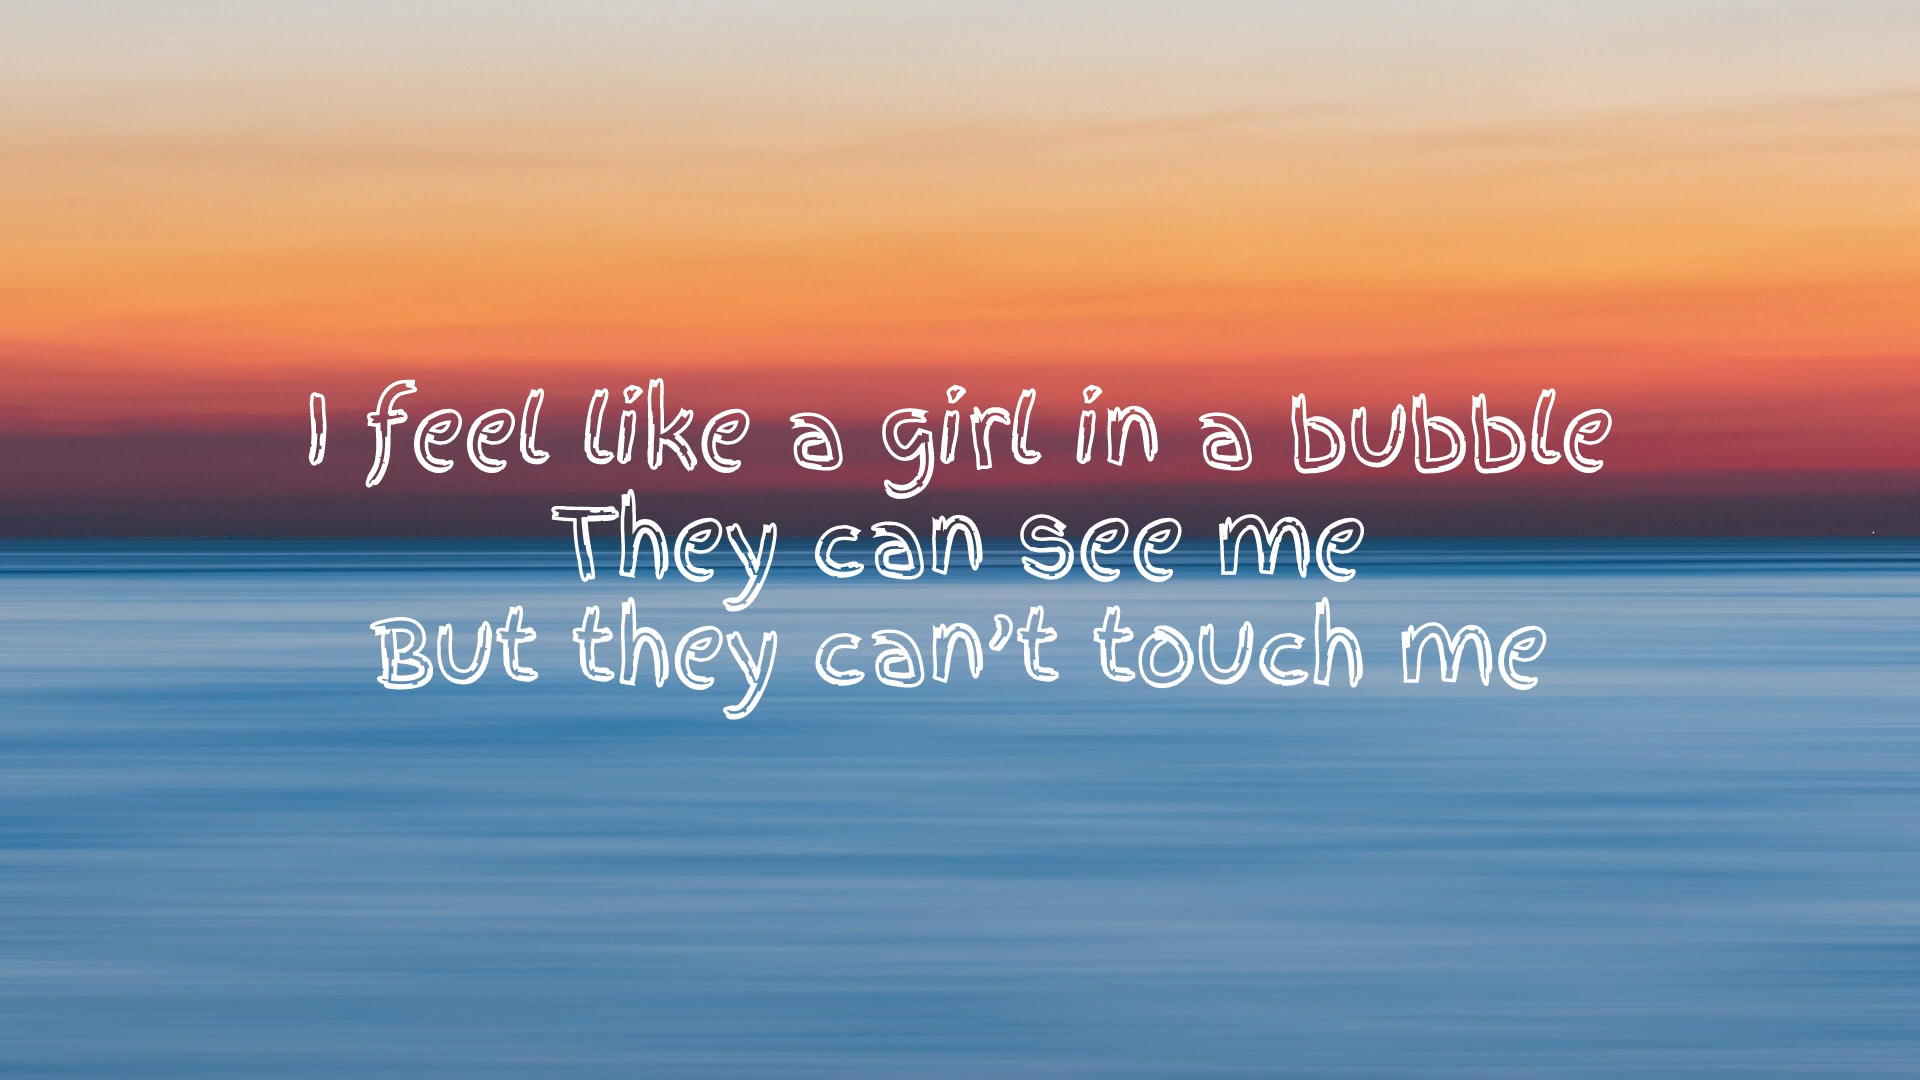 I feel like a girl in a bubble
They can see me
But they can’t touch me